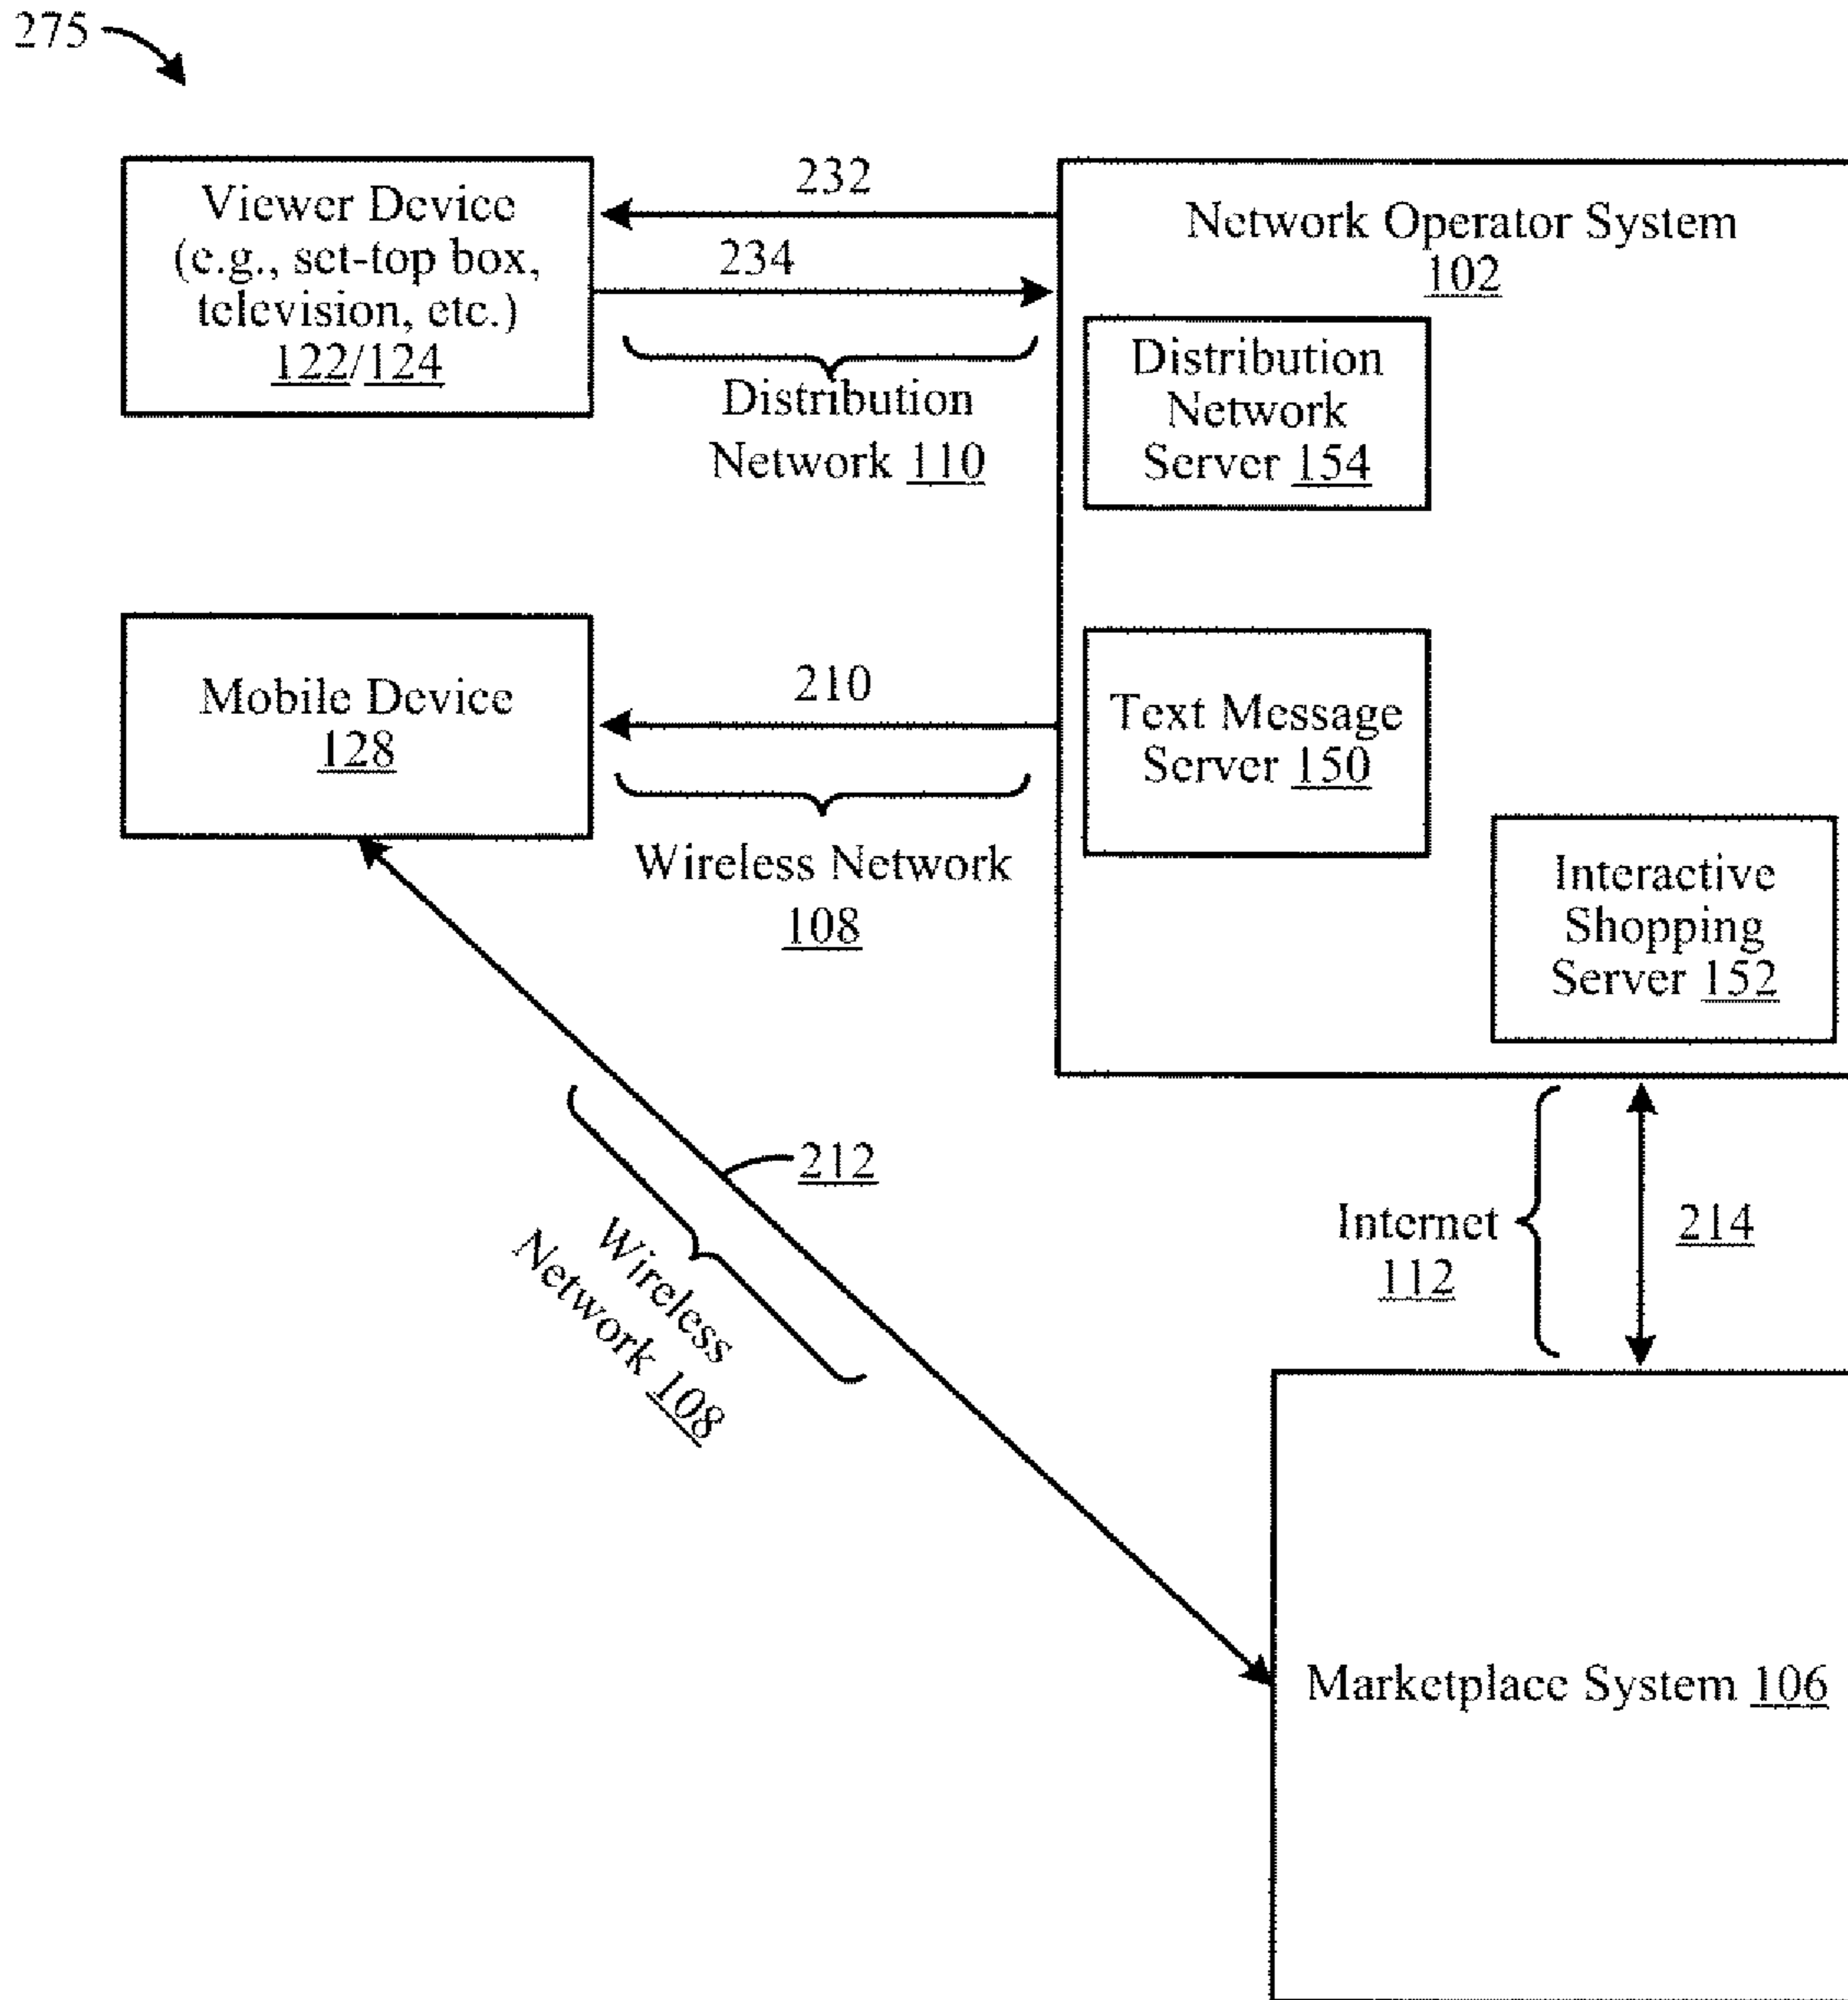 275
Viewer Device
(e.g., set-top box,
television, etc.)
122/124
232
234
Distribution
Network 110
Network Operator System
102
Distribution
Network
Server 154
Mobile Device
128
210
Wireless Network
108
Text Message
Server 150
Interactive
Shopping
Server 152
212
Wireless
Network 108
Internet
112
214
Marketplace System 106